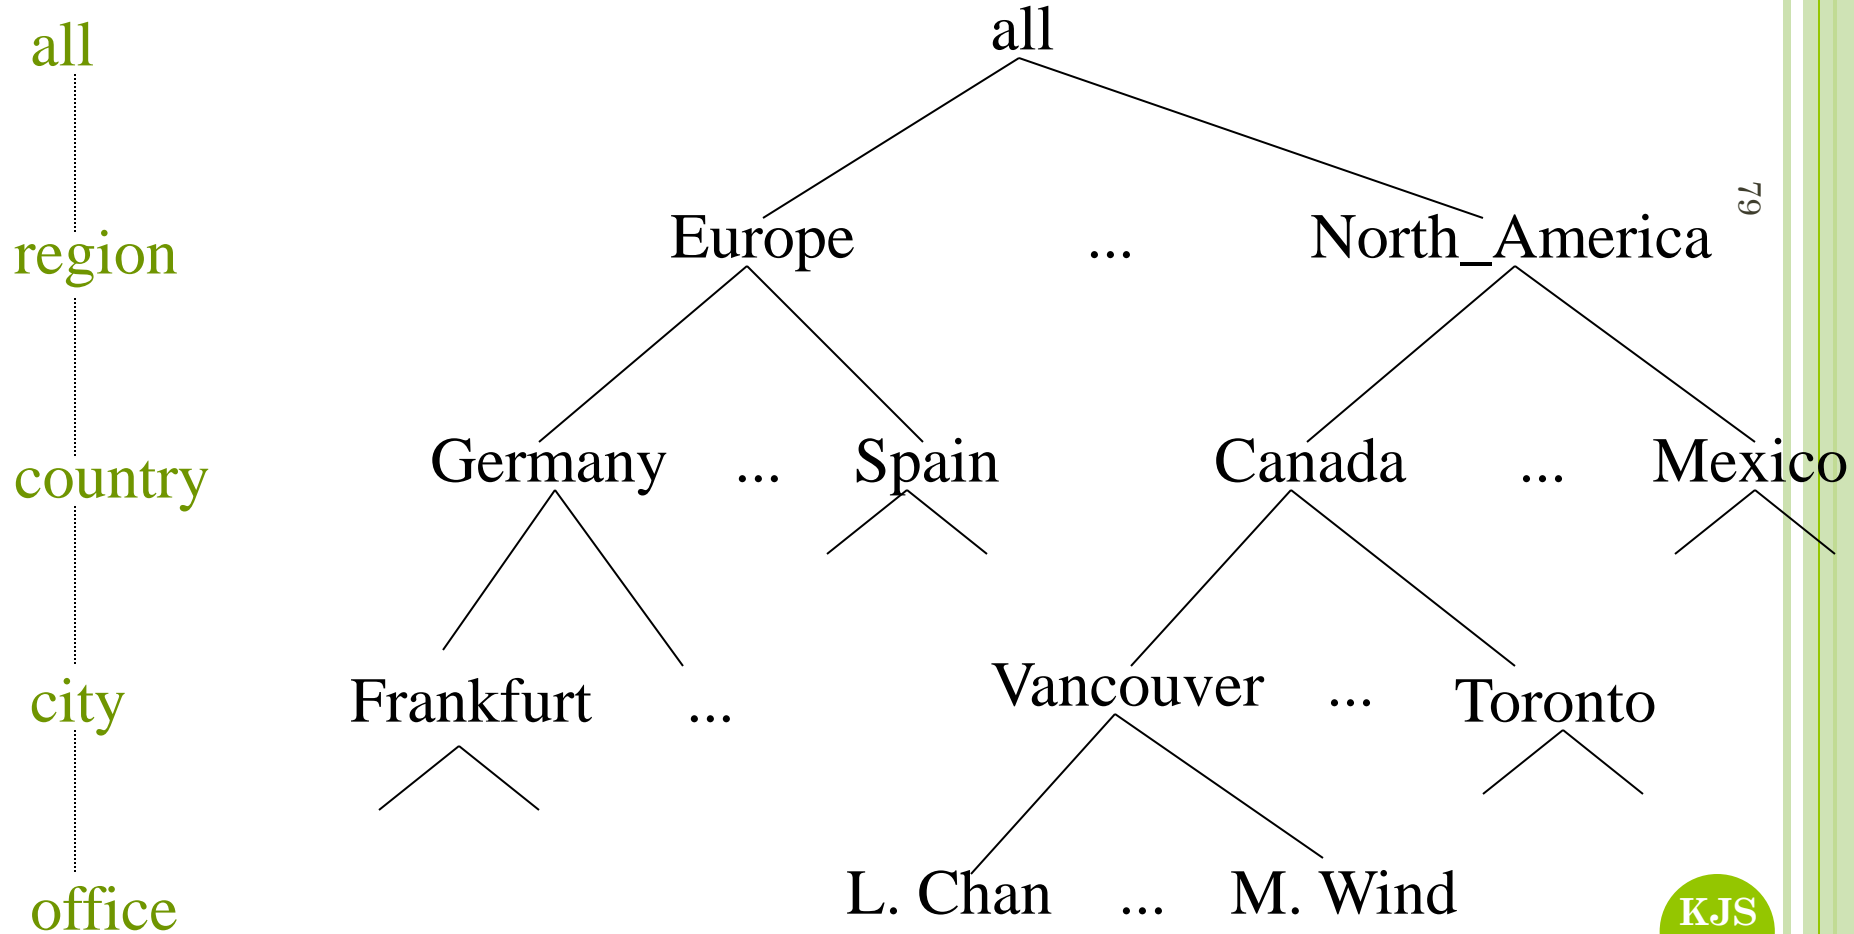 all
all
79
region
Europe ... North_America
country
Germany ... Spain Canada ... Mexico
city
Frankfurt ... Vancouver ... Toronto
office
L. Chan ... M. Wind
KJS